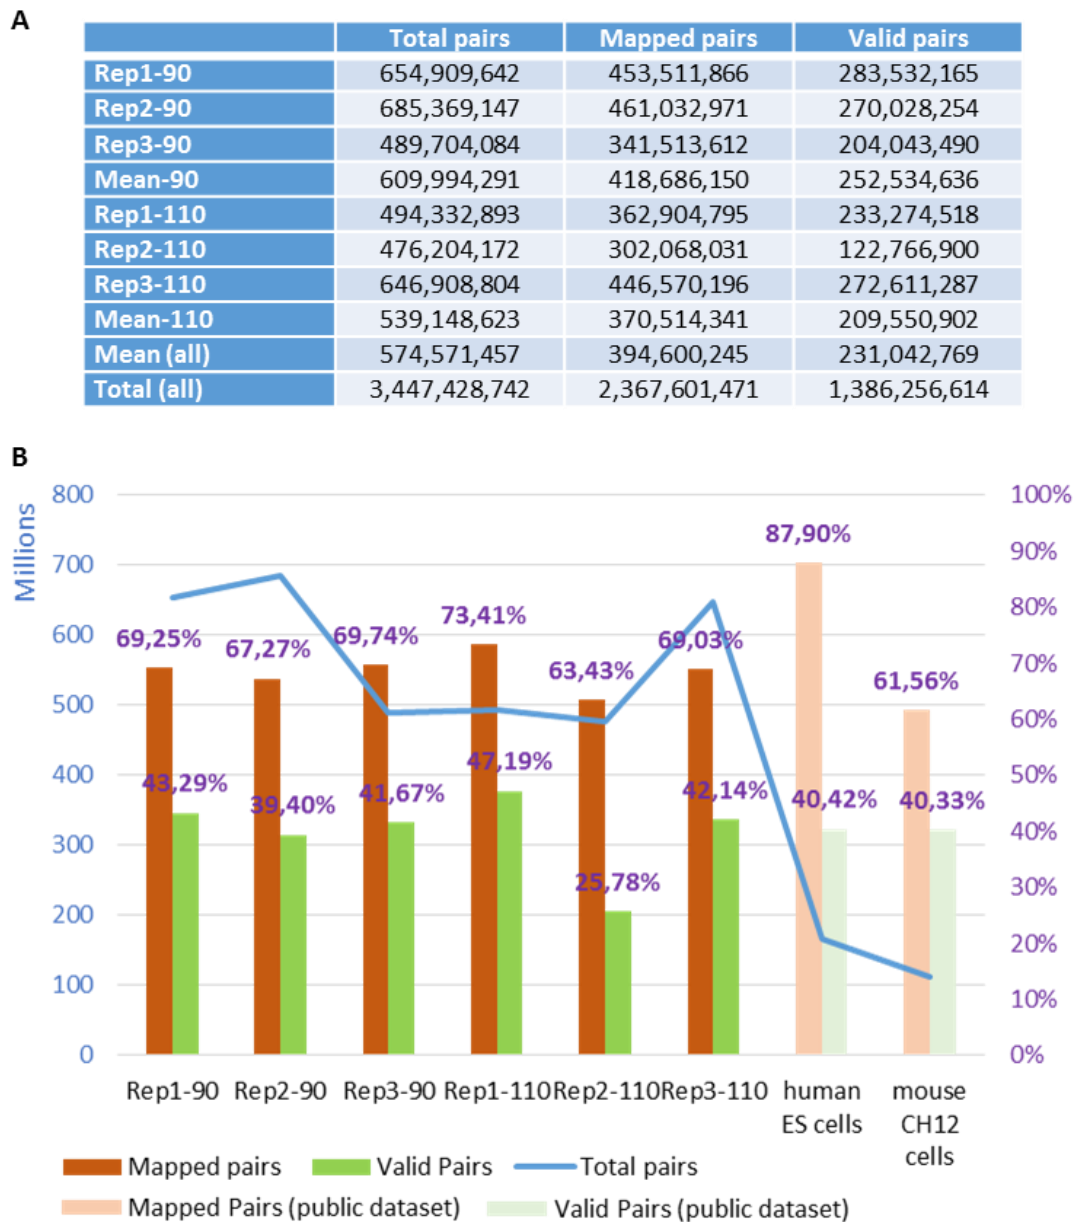 A
Total pairs Mapped pairs Valid pairs
Rep1-90 654,909,642 453,511,866 283,532,165
Rep2-90 685,369,147 461,032,971 270,028,254
Rep3-90 489,704,084 341,513,612 204,043,490
Mean-90 609,994,291 418,686,150 252,534,636
Rep1-110 494,332,893 362,904,795 233,274,518
Rep2-110 476,204,172 302,068,031 122,766,900
Rep3-110 646,908,804 446,570,196 272,611,287
Mean-110 539,148,623 370,514,341 209,550,902
Mean (all) 574,571,457 394,600,245 231,042,769
Total (all) 3,447,428,742 2,367,601,471 1,386,256,614
B
Millions
800
700
600
500
400
300
200
100
0
100%
90%
80%
70%
60%
50%
40%
30%
20%
10%
0%
69,25%
43,29%
67,27%
39,40%
69,74%
41,67%
73,41%
47,19%
63,43%
25,78%
69,03%
42,14%
87,90%
40,42%
61,56%
40,33%
Rep1-90 Rep2-90 Rep3-90 Rep1-110 Rep2-110 Rep3-110 human mouse
ES cells CH12
cells
Mapped pairs Valid Pairs Total pairs
Mapped Pairs (public dataset) Valid Pairs (public dataset)